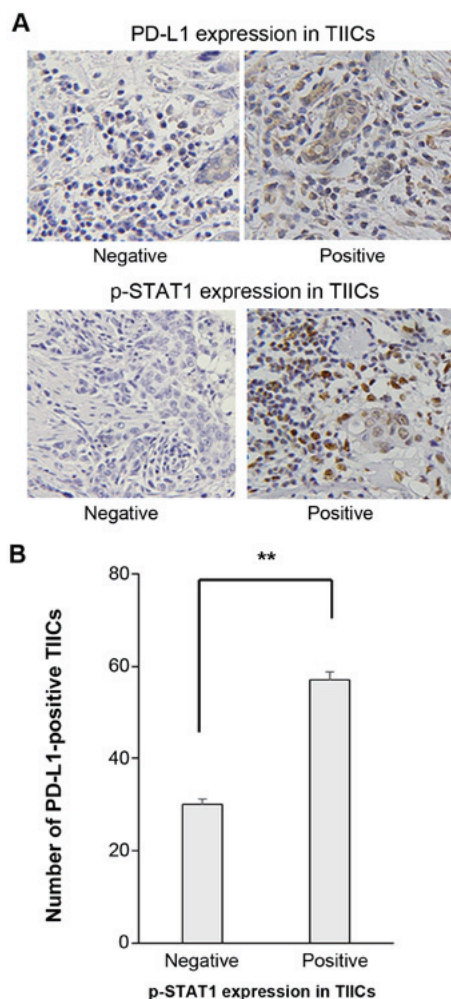 A
PD-L1 expression in TIICs
Negative Positive
p-STAT1 expression in TIICs
Negative Positive
B
**
80
60
40
20
0
Number of PD-L1-positive TIICs
Negative Positive
p-STAT1 expression in TIICs